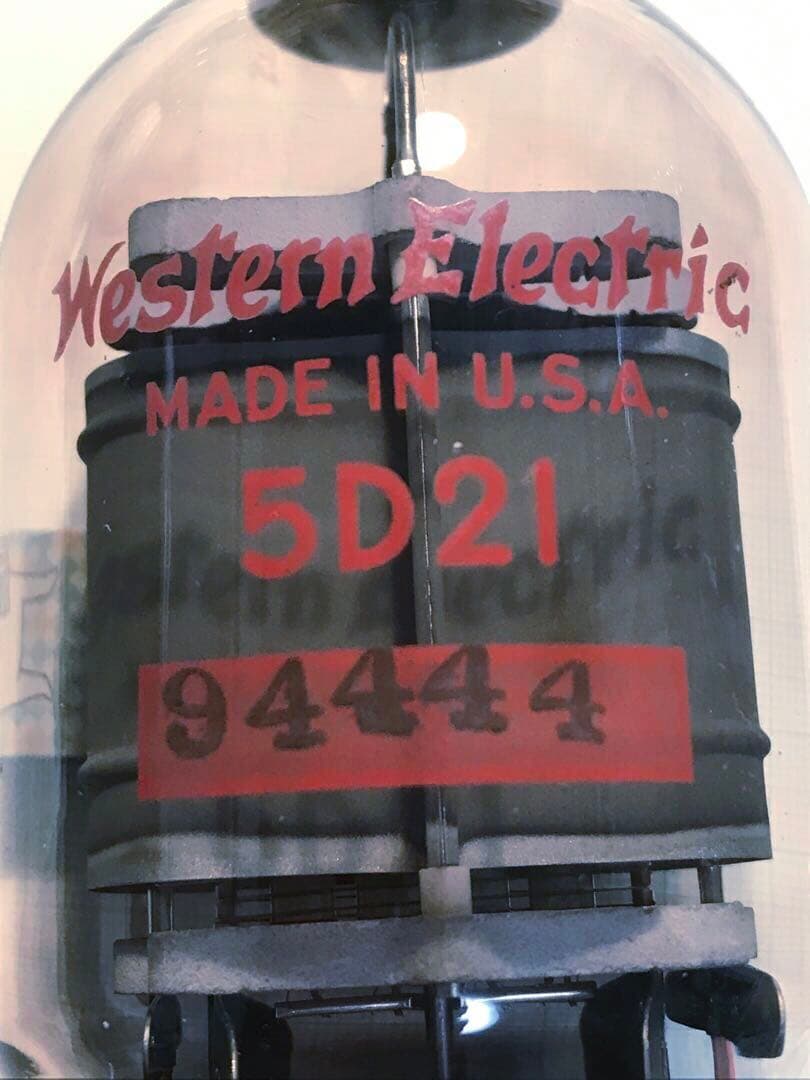 Western Electric
MADE IN U.S.A.
5D21
94444